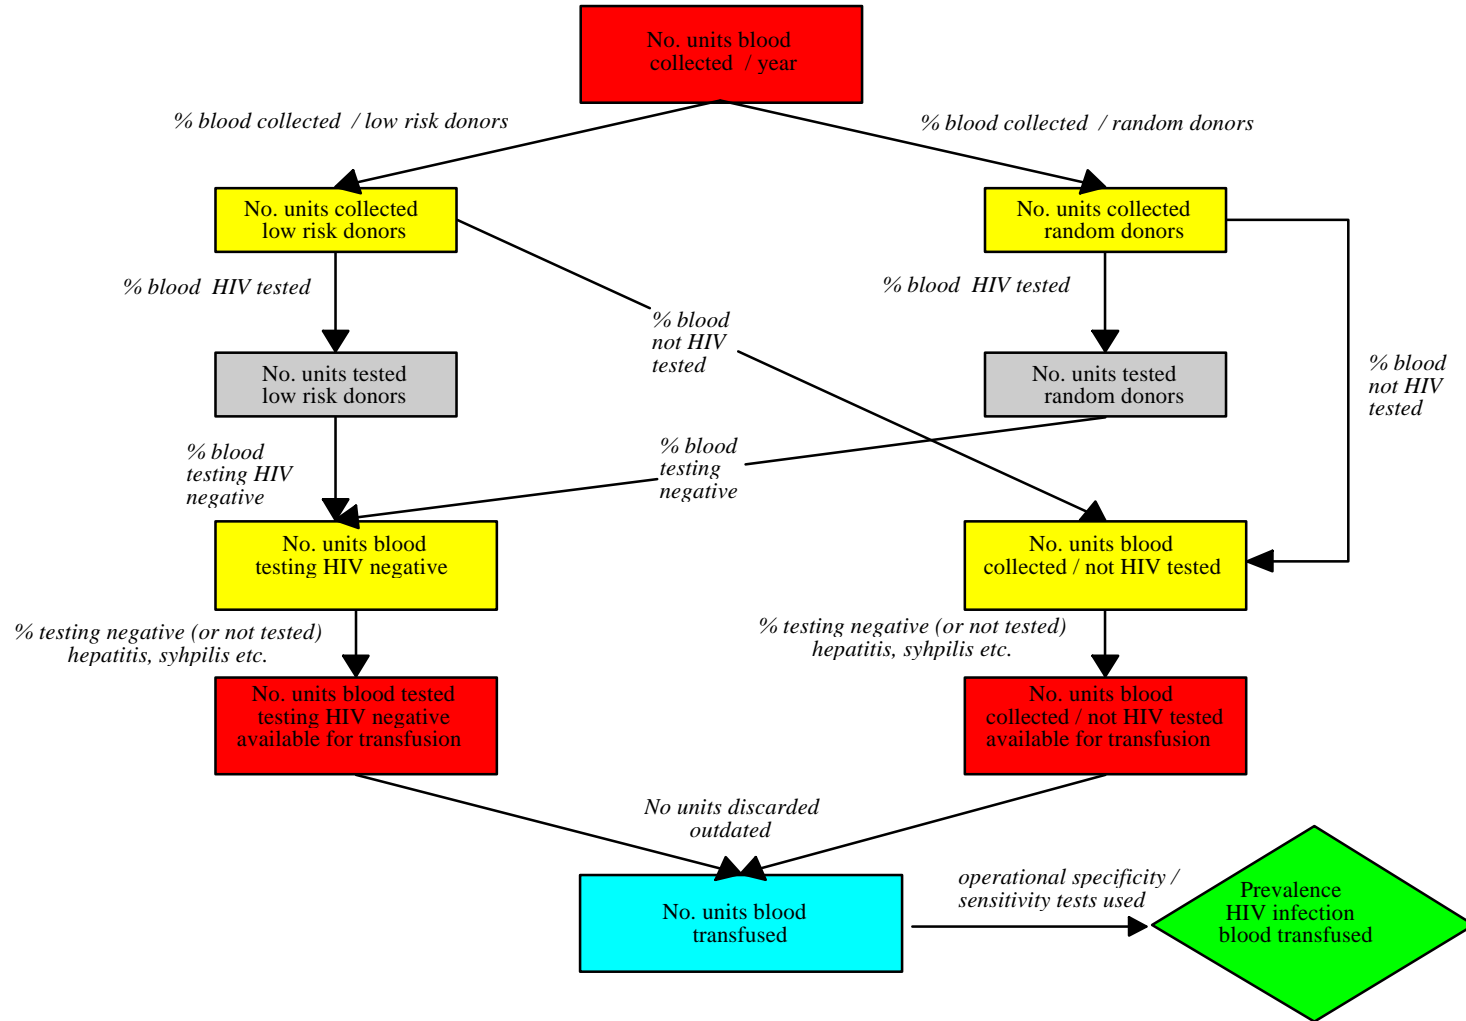 No. units blood
collected / year
% blood collected / low risk donors
% blood collected / random donors
No. units collected
low risk donors
No. units collected
random donors
% blood HIV tested
% blood HIV tested
% blood
not HIV
tested
% blood
not HIV
tested
No. units tested
low risk donors
No. units tested
random donors
% blood
testing HIV
negative
% blood
testing
negative
No. units blood
testing HIV negative
No. units blood
collected / not HIV tested
% testing negative (or not tested)
hepatitis, syhpilis etc.
% testing negative (or not tested)
hepatitis, syhpilis etc.
No. units blood tested
testing HIV negative
available for transfusion
No. units blood
collected / not HIV tested
available for transfusion
No units discarded
outdated
No. units blood
transfused
operational specificity /
sensitivity tests used
Prevalence
HIV infection
blood transfused